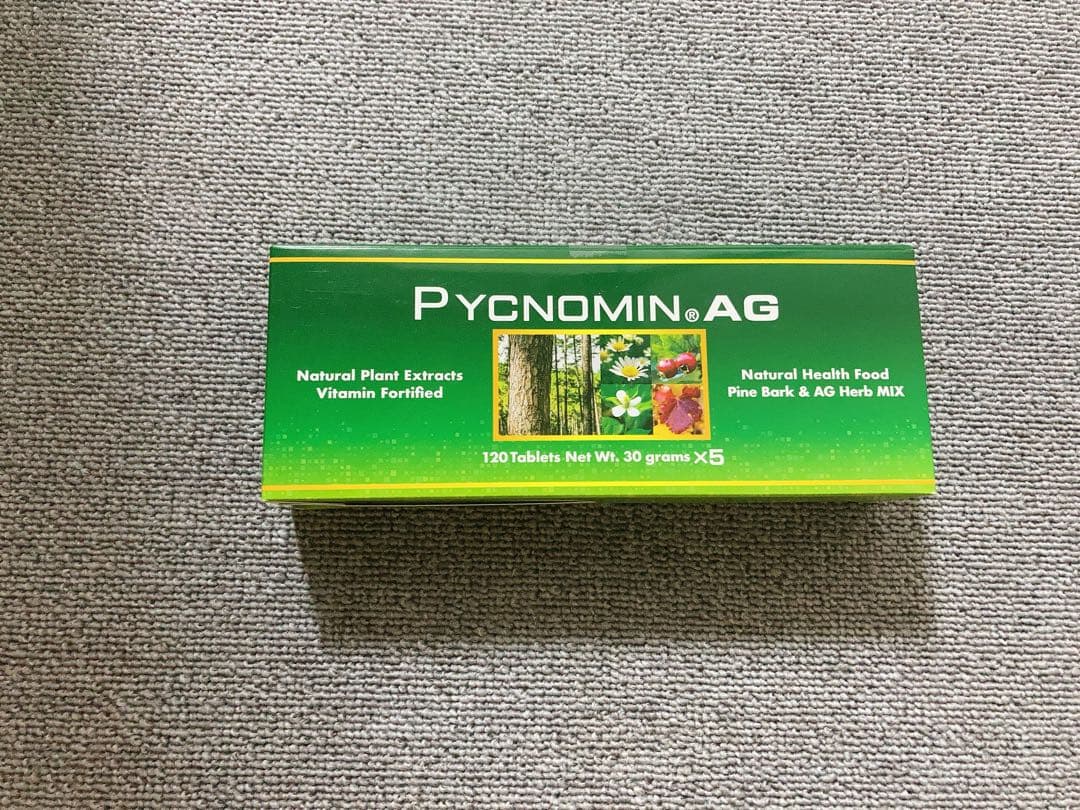 PYCNOMIN® AG
Natural Plant Extracts
Vitamin Fortified
Natural Health Food
Pine Bark & AG Herb MIX
120 Tablets Net Wt. 30 grams X5